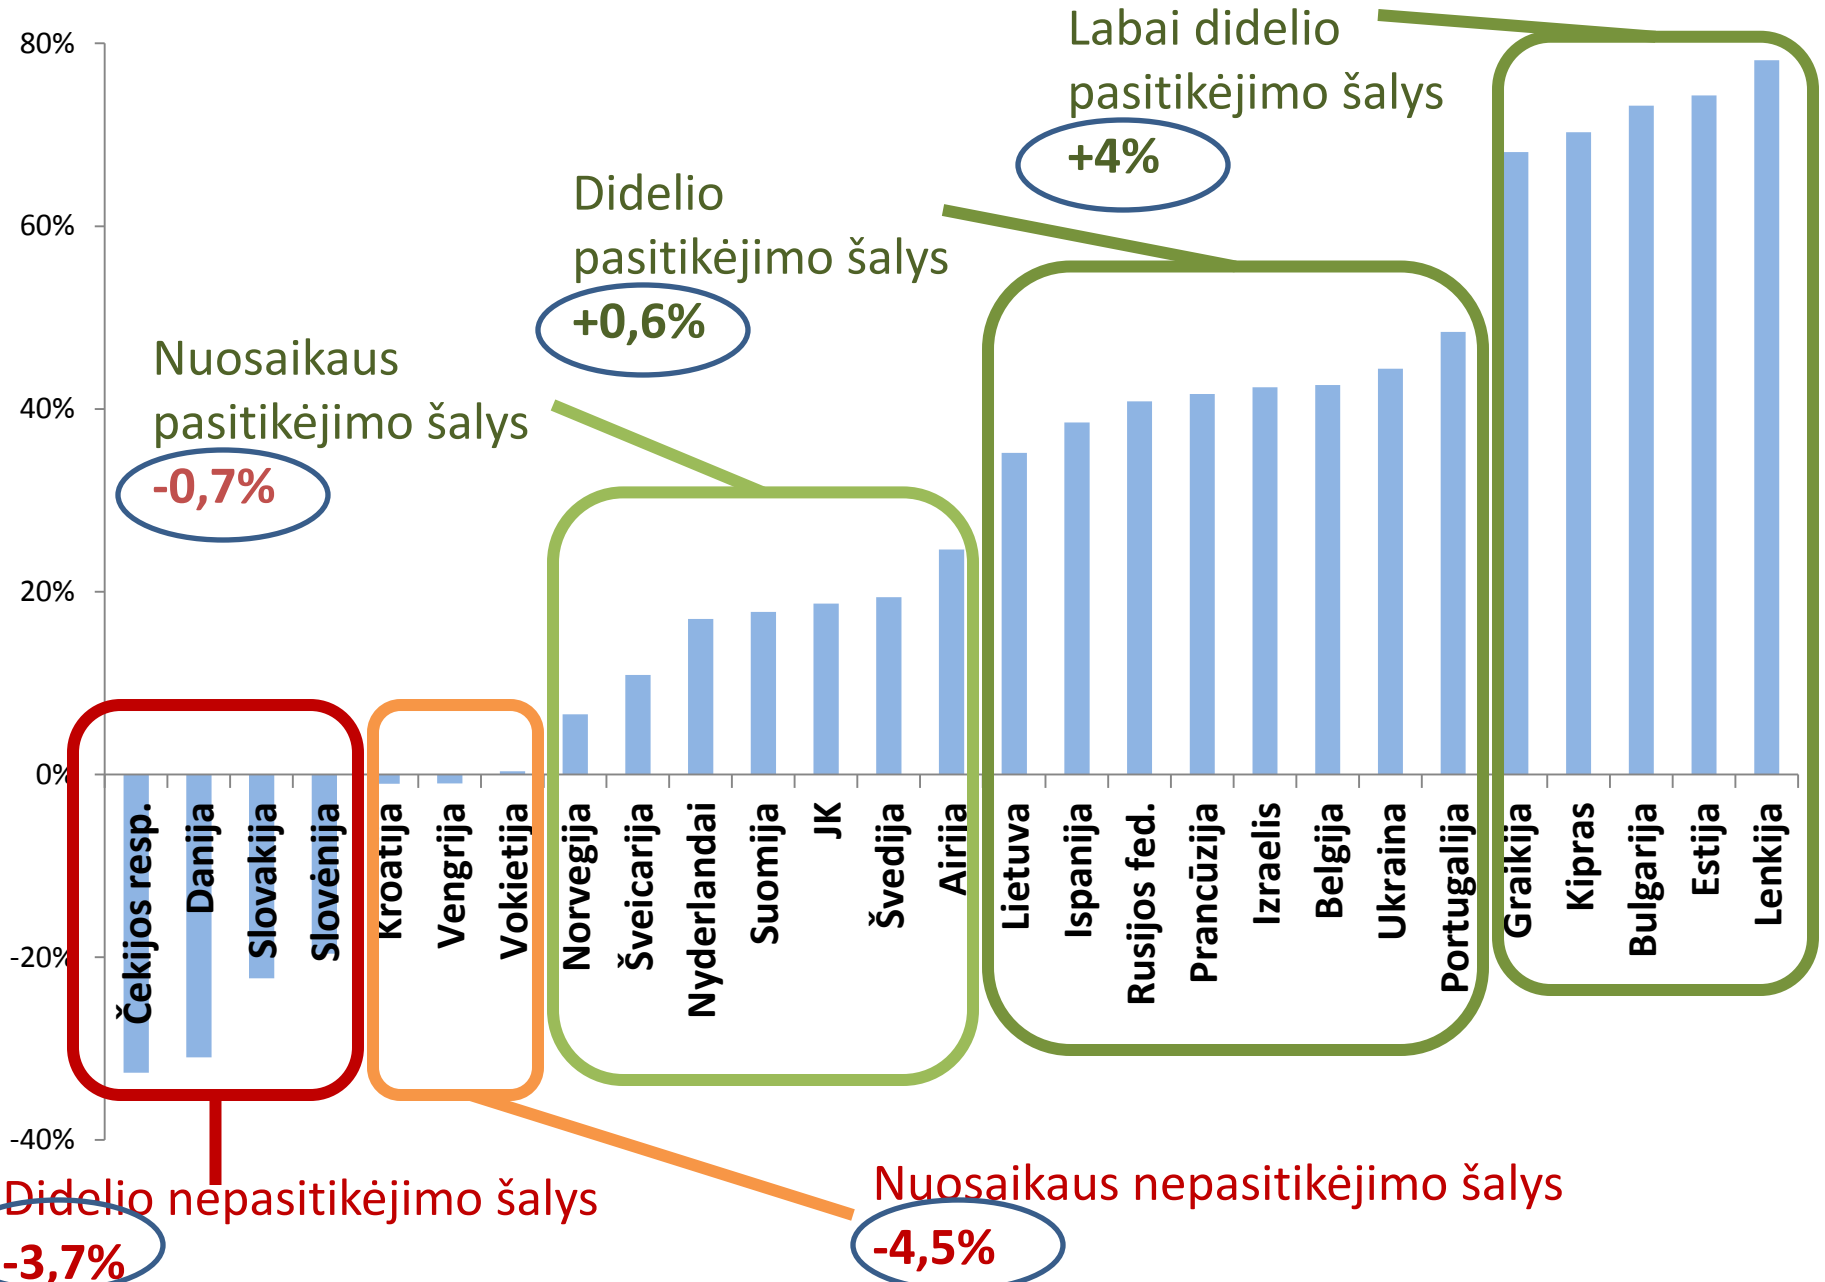 Labai didelio
pasitikėjimo šalys
+4%
Didelio
pasitikėjimo šalys
+0,6%
Nuosaikaus
pasitikėjimo šalys
-0,7%
80%
60%
40%
20%
0%
-20%
-40%
Čekijos resp.
Danija
Slovakija
Slovėnija
Kroatija
Vengrija
Vokietija
Norvegija
Šveicarija
Nyderlandai
Suomija
JK
Švedija
Airija
Lietuva
Ispanija
Rusijos fed.
Prancūzija
Izraelis
Belgija
Ukraina
Portugalija
Graikija
Kipras
Bulgarija
Estija
Lenkija
Didelio nepasitikėjimo šalys
-3,7%
Nuosaikaus nepasitikėjimo šalys
-4,5%